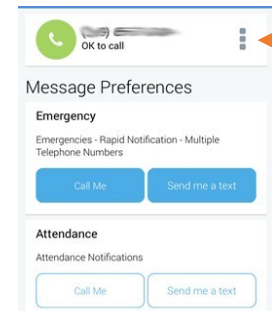 OK to call
Message Preferences
Emergency
Emergencies - Rapid Notification - Multiple
Telephone Numbers
Call Me
Send me a text
Attendance
Attendance Notifications
Call Me
Send me a text